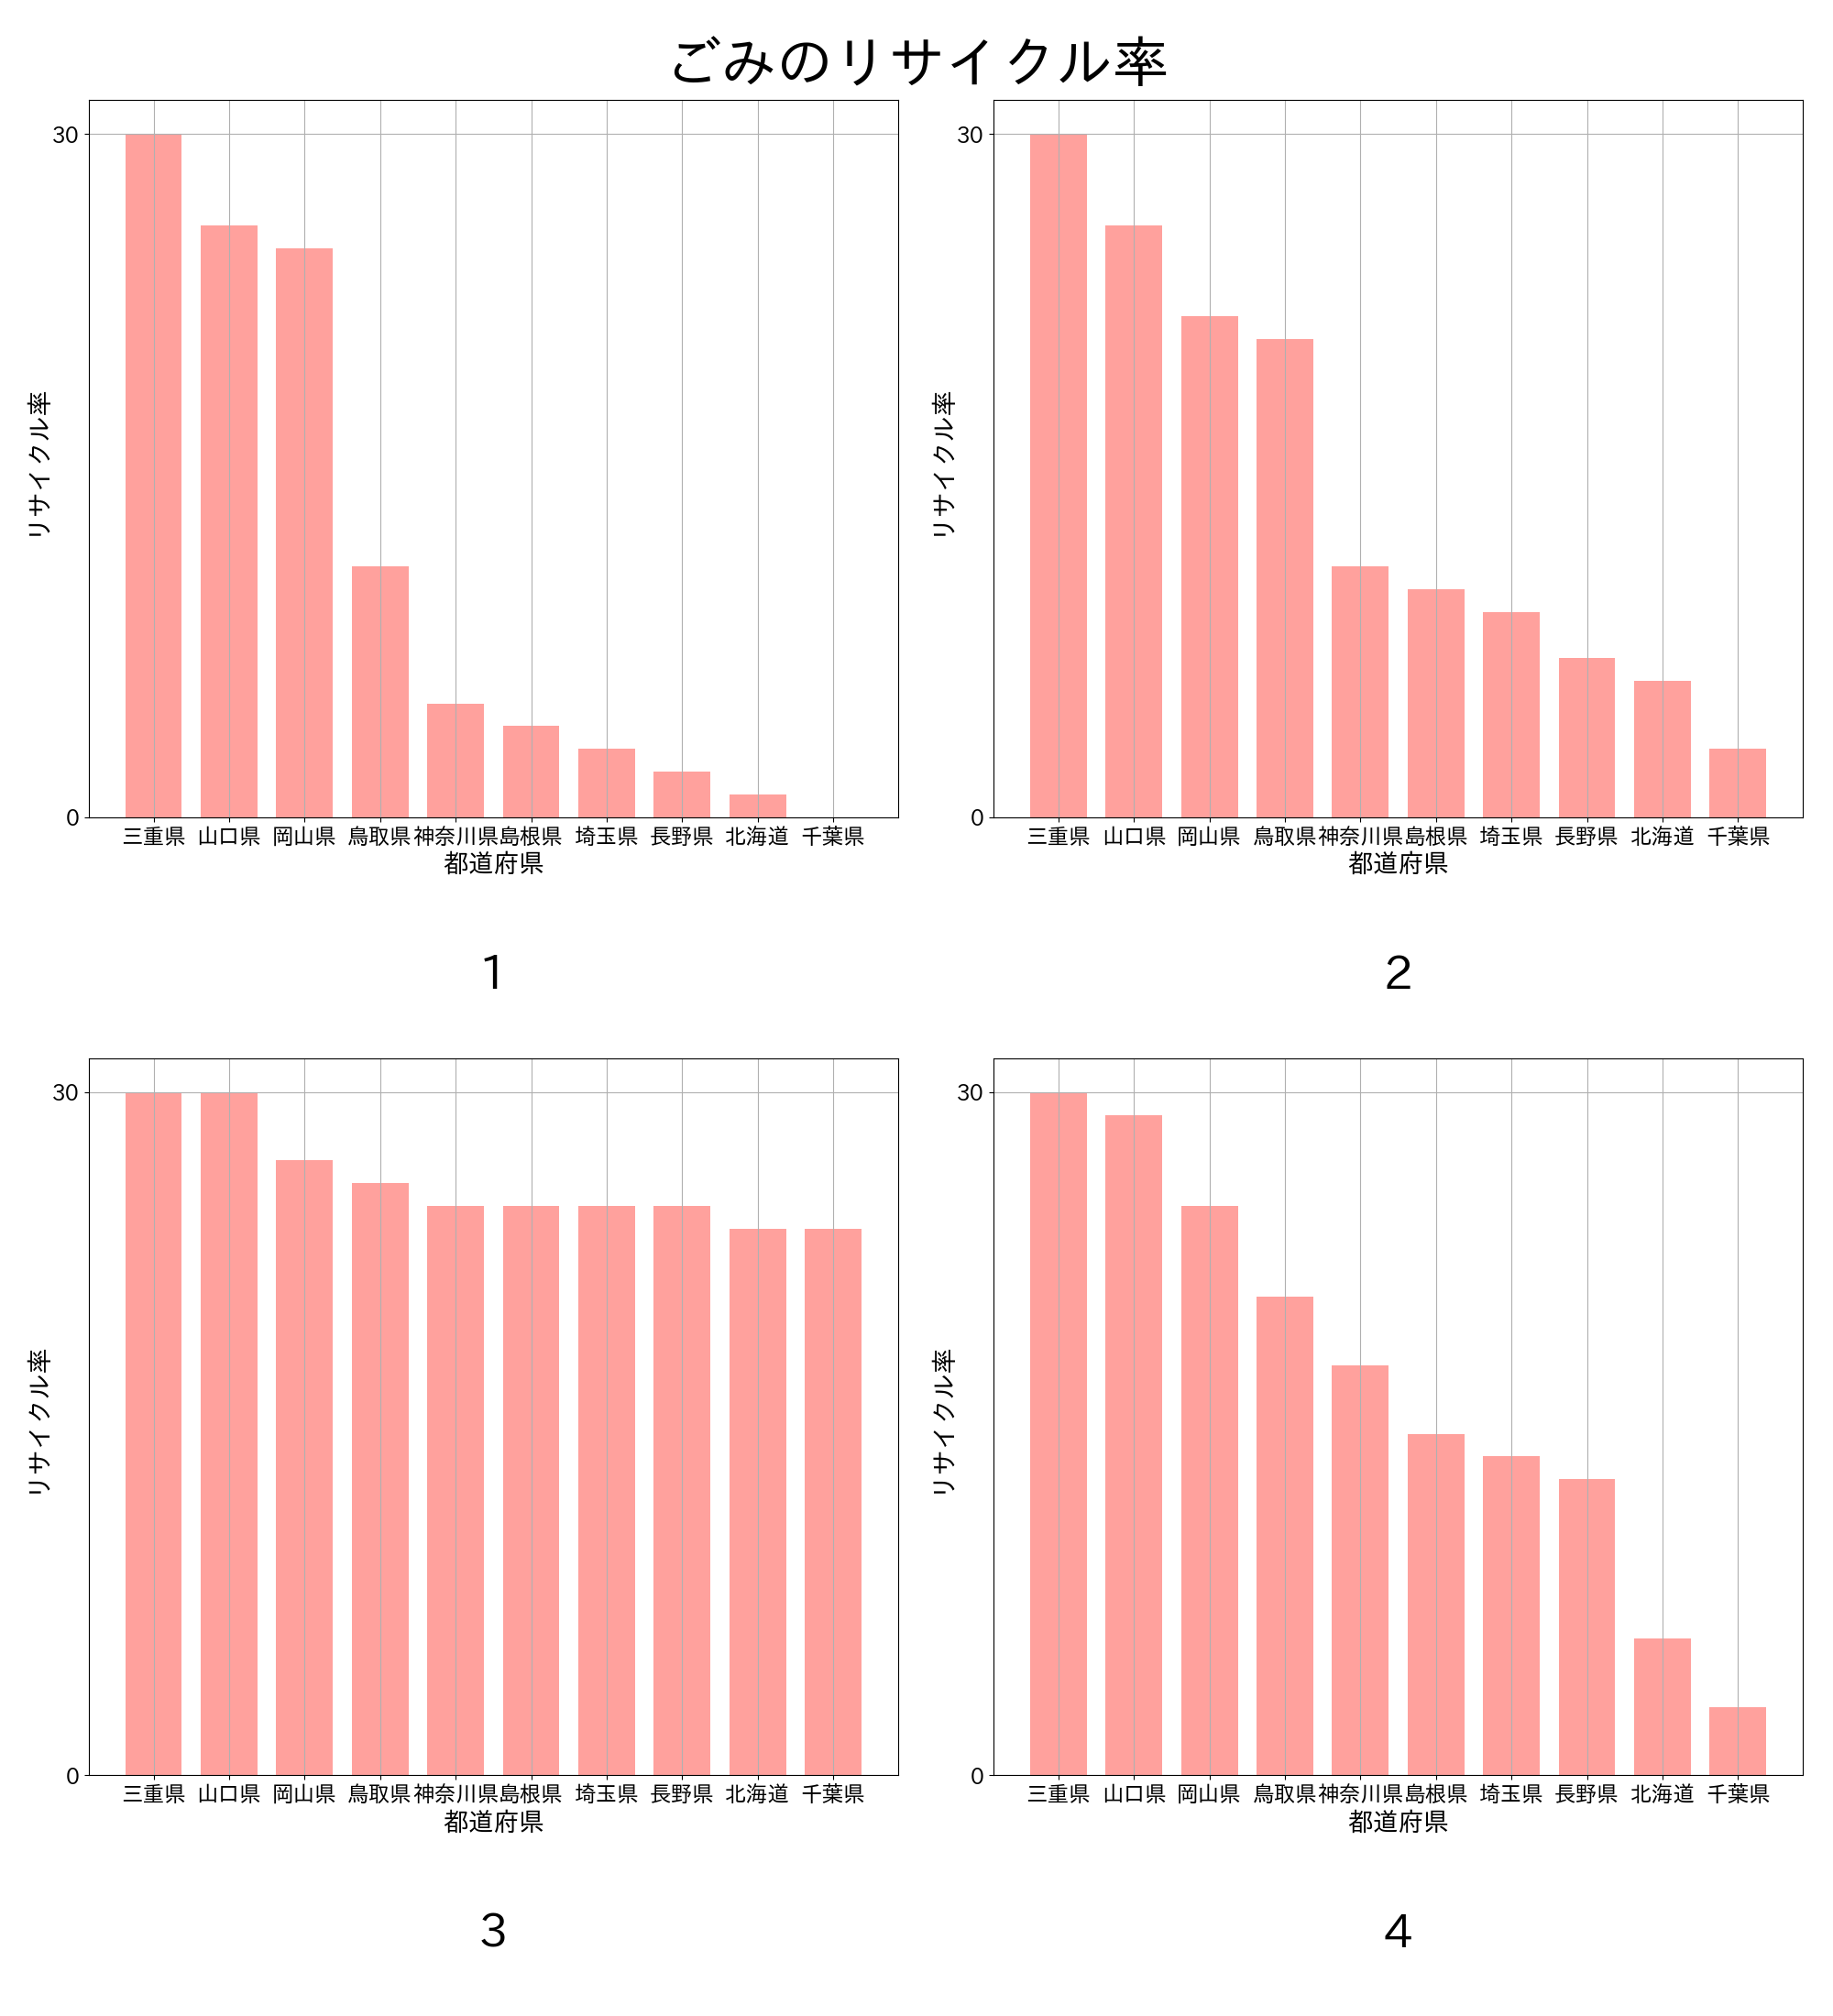 ごみのリサイクル率
30
0
リサイクル率
三重県 山口県 岡山県 鳥取県 神奈川県 島根県 埼玉県 長野県 北海道 千葉県
都道府県
1
30
0
リサイクル率
三重県 山口県 岡山県 鳥取県 神奈川県 島根県 埼玉県 長野県 北海道 千葉県
都道府県
2
30
0
リサイクル率
三重県 山口県 岡山県 鳥取県 神奈川県 島根県 埼玉県 長野県 北海道 千葉県
都道府県
3
30
0
リサイクル率
三重県 山口県 岡山県 鳥取県 神奈川県 島根県 埼玉県 長野県 北海道 千葉県
都道府県
4